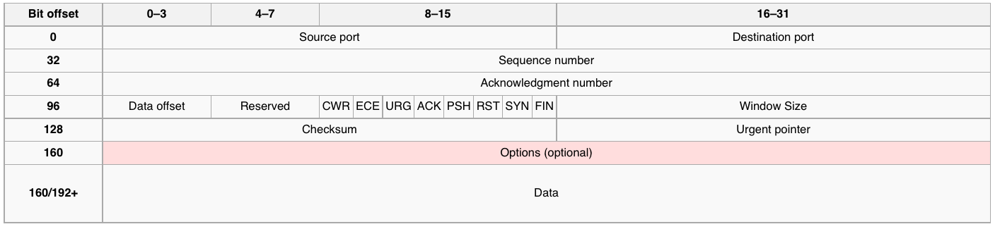 Bit offset 0–3 4–7 8–15 16–31
0 Source port Destination port
32 Sequence number
64 Acknowledgment number
96 Data offset Reserved CWR ECE URG ACK PSH RST SYN FIN Window Size
128 Checksum Urgent pointer
160 Options (optional)
160/192+ Data